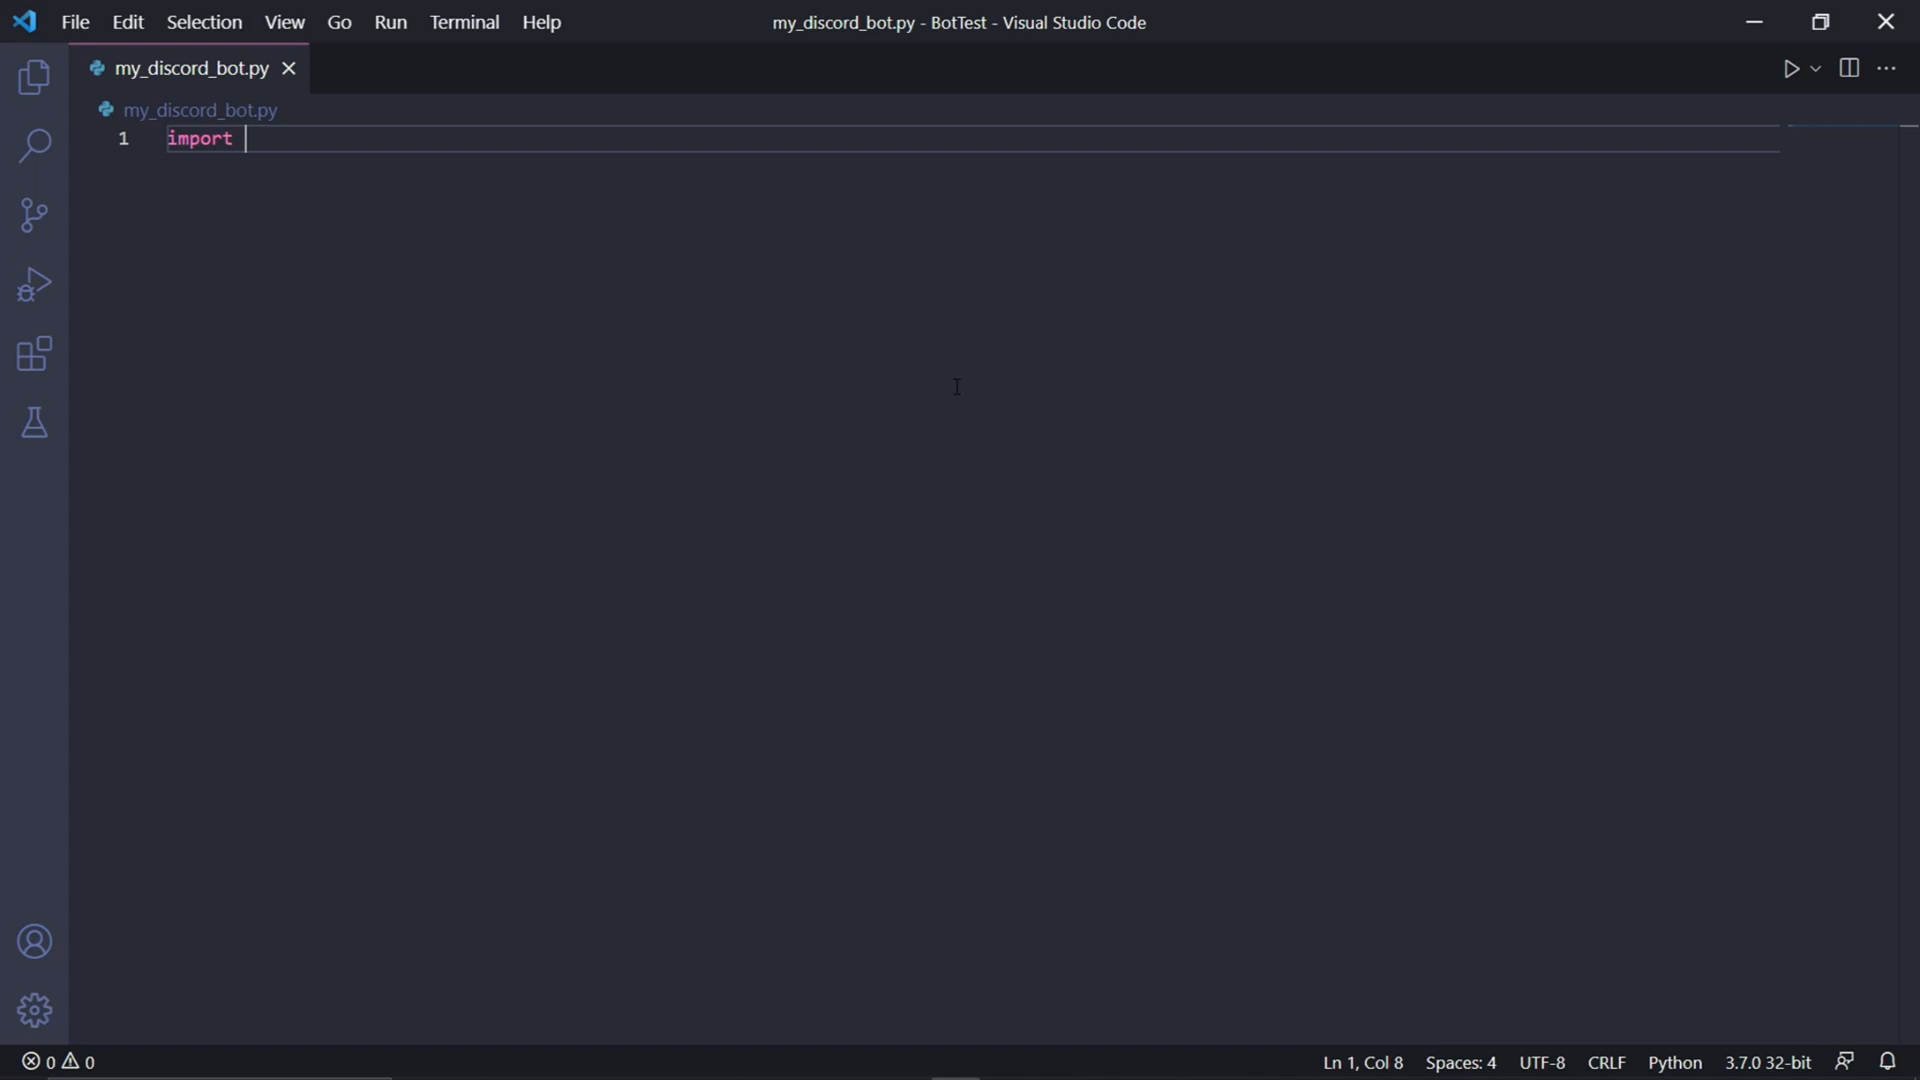 File Edit Selection View Go Run Terminal Help my_discord_bot.py - BotTest - Visual Studio Code
my_discord_bot.py
my_discord_bot.py
1 import
0 0 Ln 1, Col 8 Spaces: 4 UTF-8 CRLF Python 3.7.0 32-bit